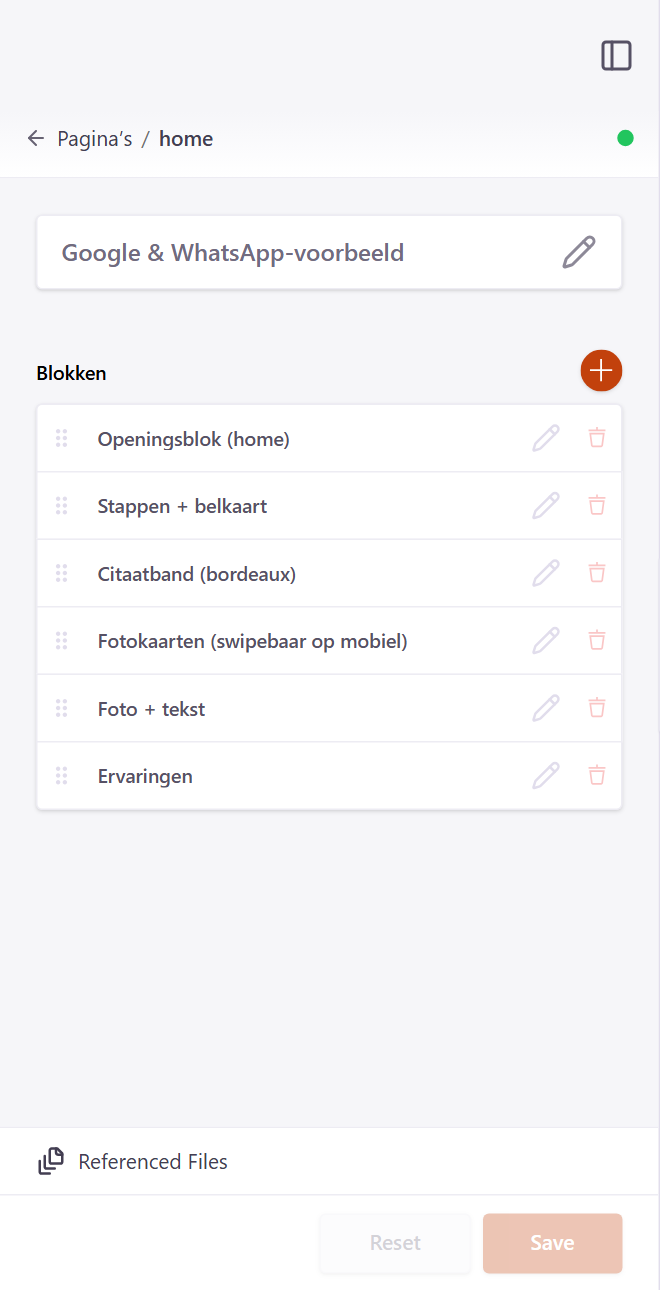 Pagina's / home
Google & WhatsApp-voorbeeld
Blokken
Openingsblok (home)
Stappen + belkaart
Citaatband (bordeaux)
Fotokaarten (swipebaar op mobiel)
Foto + tekst
Ervaringen
Referenced Files
Reset Save